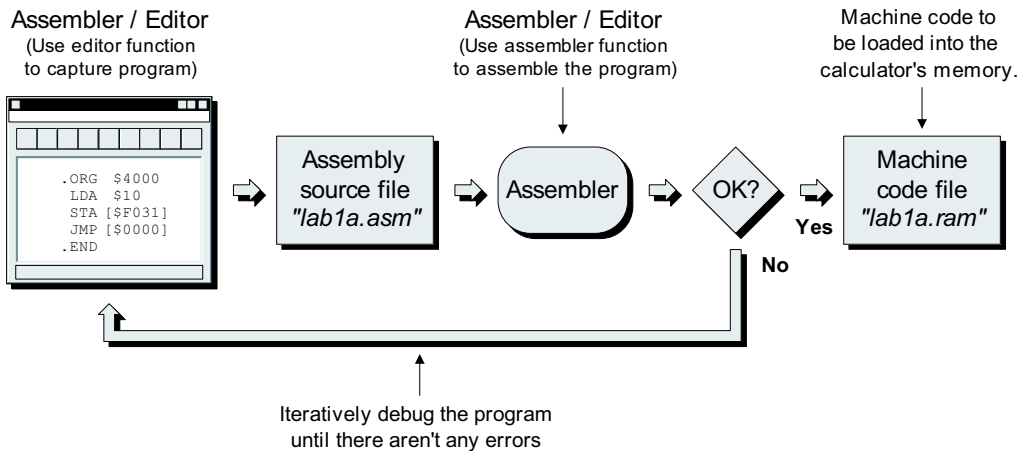 Assembler / Editor
(Use editor function
to capture program)
Assembler / Editor
(Use assembler function
to assemble the program)
Machine code to
be loaded into the
calculator's memory.
.ORG $4000
LDA $10
STA [$F031]
JMP [$0000]
.END
Assembly
source file
"lab1a.asm"
Assembler
OK?
Yes
No
Machine
code file
"lab1a.ram"
Iteratively debug the program
until there aren't any errors